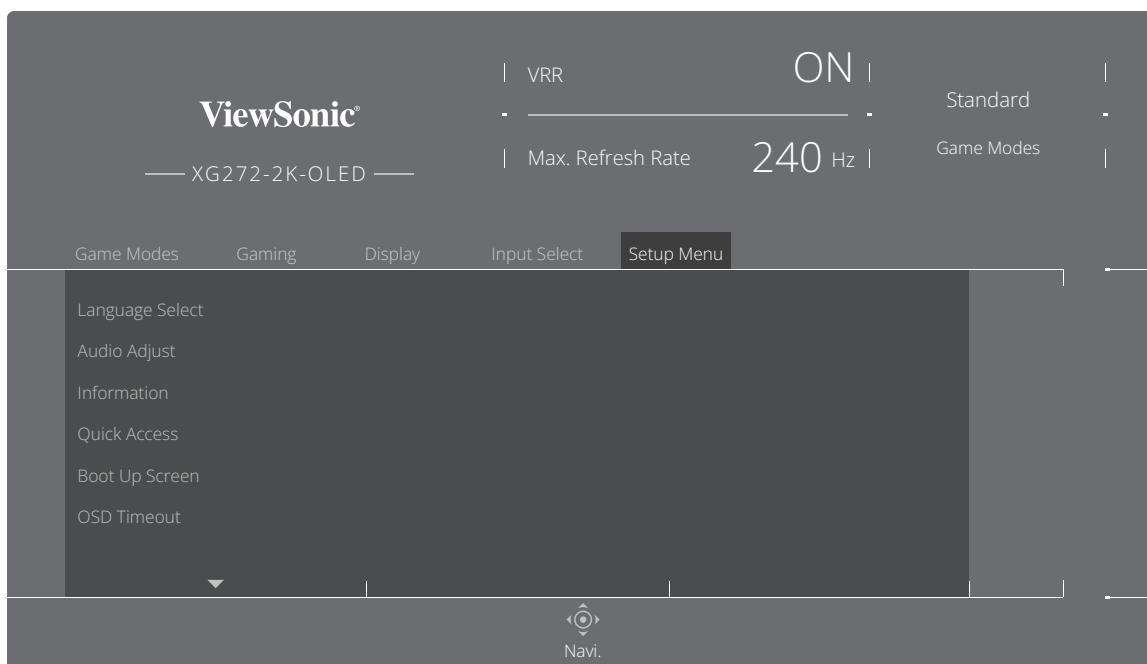 ViewSonic®
XG272-2K-OLED
VRR ON
Max. Refresh Rate 240 Hz
Standard
Game Modes
Game Modes Gaming Display Input Select Setup Menu
Language Select
Audio Adjust
Information
Quick Access
Boot Up Screen
OSD Timeout
Navi.